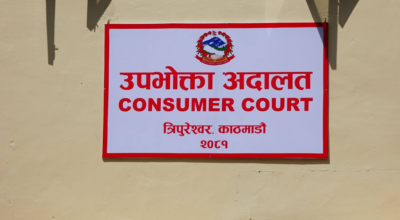 उपभोक्ता अदालत
CONSUMER COURT
त्रिपुरेश्वर, काठमाडौं
२०८१